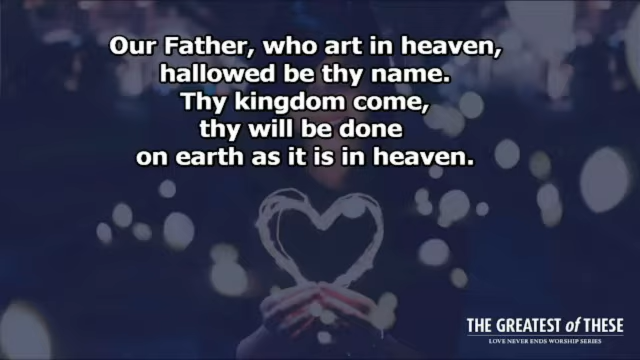 Our Father, who art in heaven,
hallowed be thy name.
Thy kingdom come,
thy will be done
on earth as it is in heaven.
THE GREATEST of THESE
LOVE NEVER ENDS WORSHIP SERIES